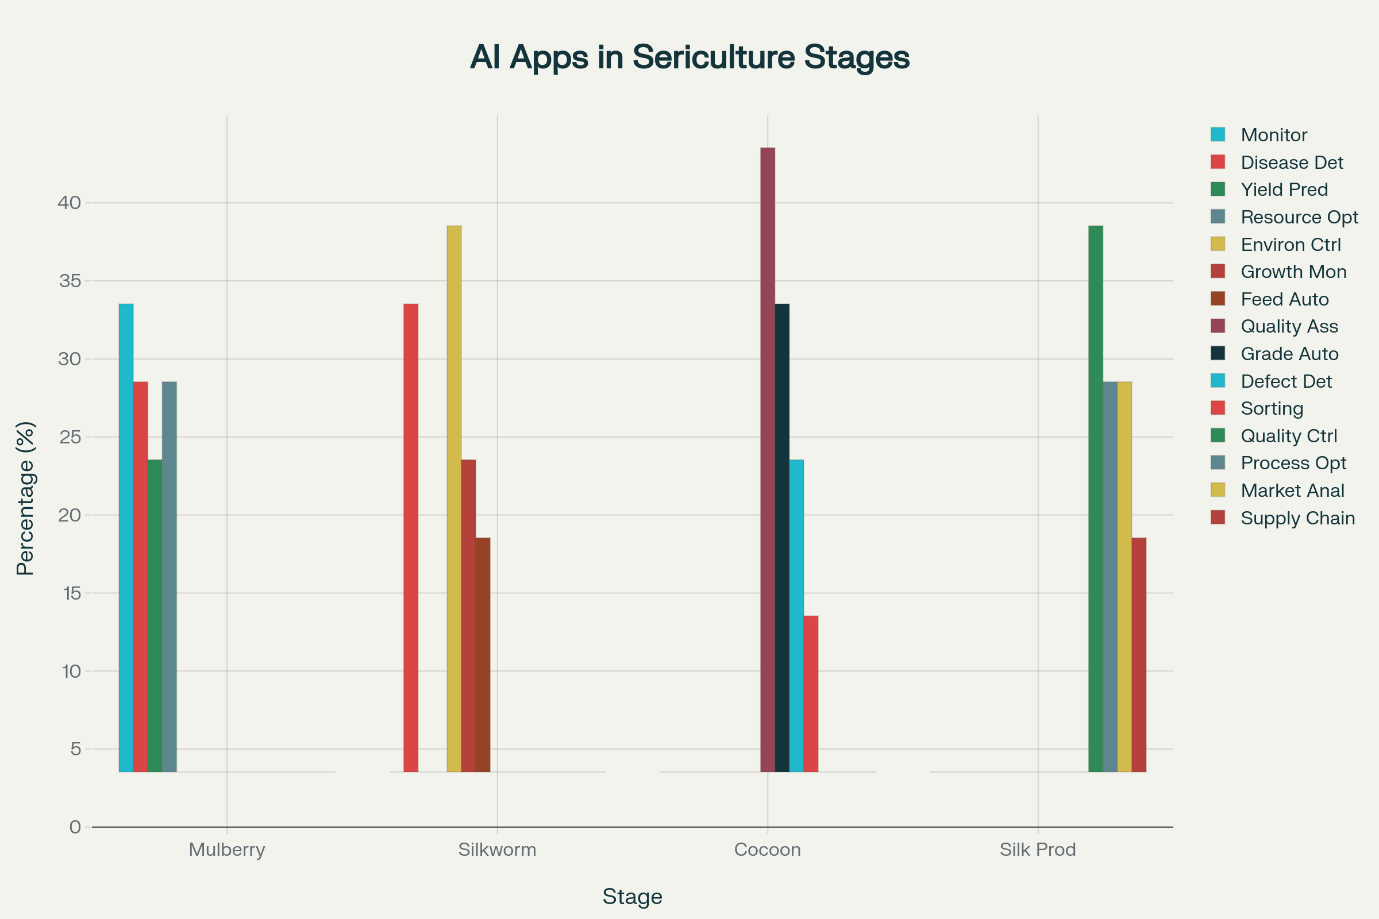 AI Apps in Sericulture Stages
Monitor
Disease Det
Yield Pred
Resource Opt
Environ Ctrl
Growth Mon
Feed Auto
Quality Ass
Grade Auto
Defect Det
Sorting
Quality Ctrl
Process Opt
Market Anal
Supply Chain
Percentage (%)
40
35
30
25
20
15
10
5
0
Mulberry
Silkworm
Cocoon
Silk Prod
Stage